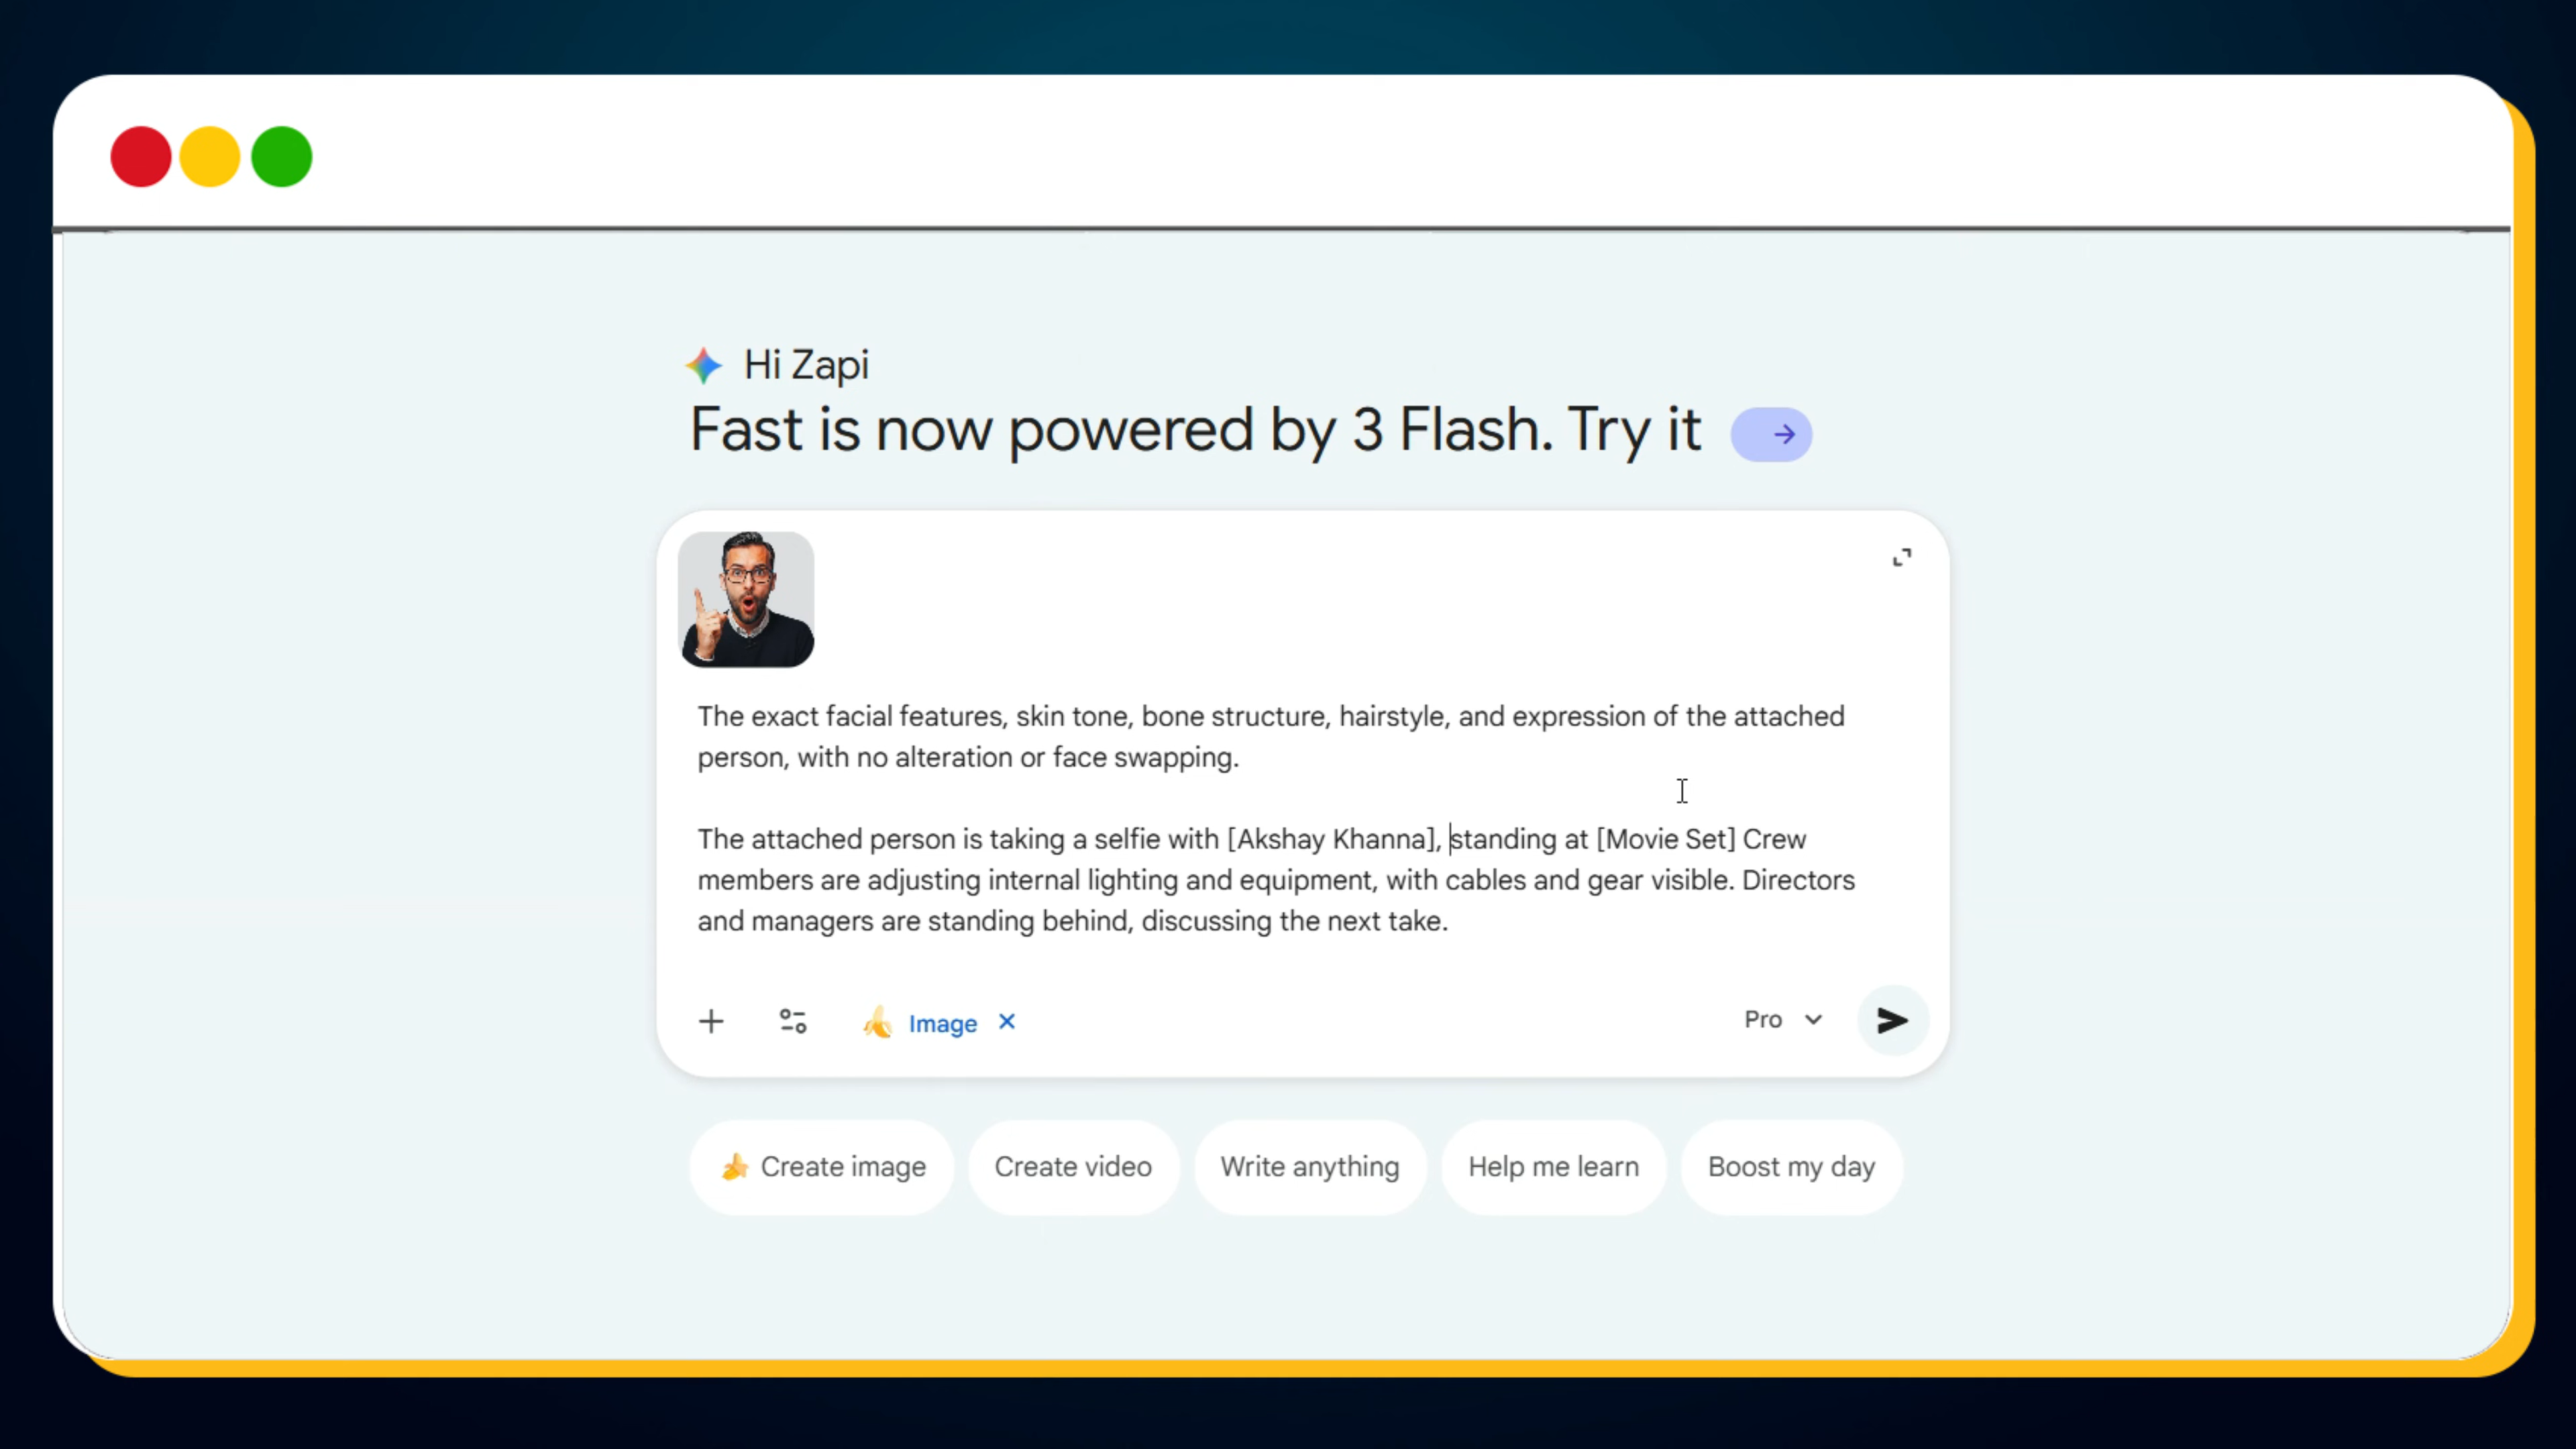 Hi Zapi
Fast is now powered by 3 Flash. Try it
The exact facial features, skin tone, bone structure, hairstyle, and expression of the attached
person, with no alteration or face swapping.
The attached person is taking a selfie with [Akshay Khanna], standing at [Movie Set] Crew
members are adjusting internal lighting and equipment, with cables and gear visible. Directors
and managers are standing behind, discussing the next take.
Image
Pro
Create image
Create video
Write anything
Help me learn
Boost my day